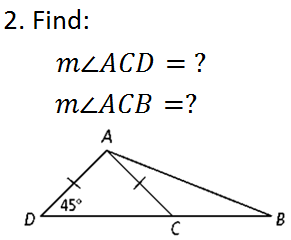 2. Find:
m∠ACD = ?
m∠ACB =?
A
45°
D
C
B